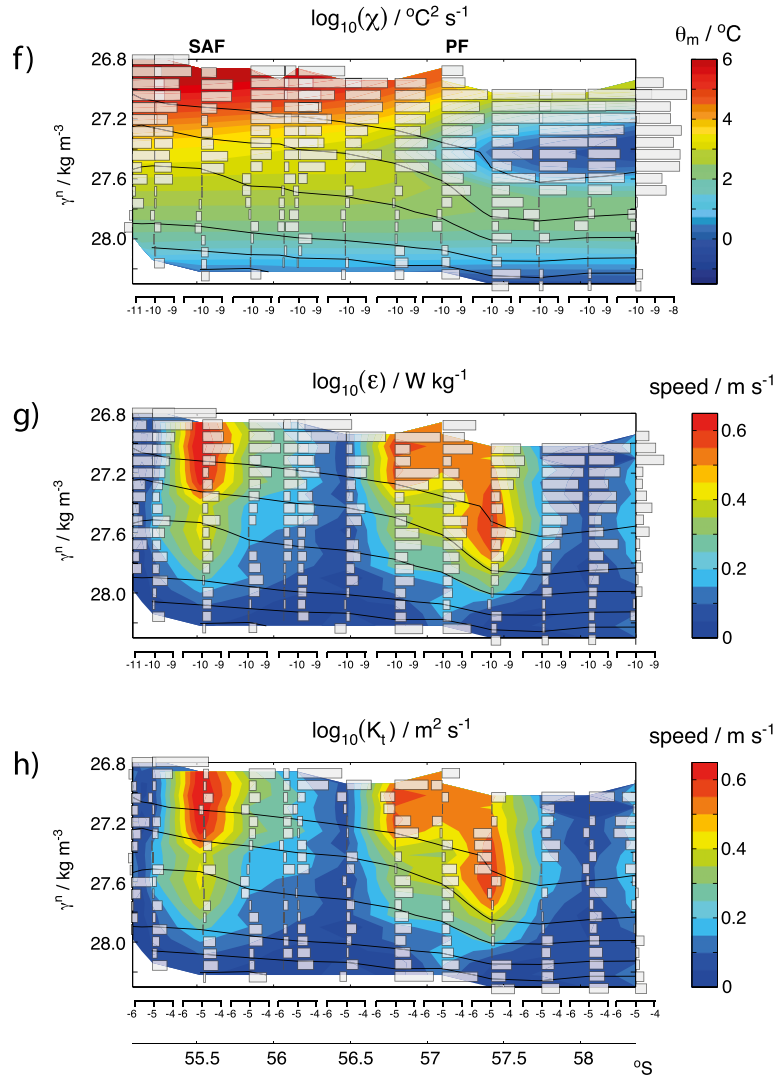 f)
log₁₀(χ) / °C² s⁻¹
SAF PF
θₘ / °C
26.8
27.2
27.6
28.0
γⁿ / kg m⁻³
6
4
2
0
-11 -10 -9 -10 -9 -10 -9 -10 -9 -10 -9 -10 -9 -10 -9 -10 -9 -10 -9 -10 -9 -10 -9 -8
g)
log₁₀(ε) / W kg⁻¹
speed / m s⁻¹
26.8
27.2
27.6
28.0
γⁿ / kg m⁻³
0.6
0.4
0.2
0
-11 -10 -9 -10 -9 -10 -9 -10 -9 -10 -9 -10 -9 -10 -9 -10 -9 -10 -9 -10 -9 -10 -9
h)
log₁₀(Kₜ) / m² s⁻¹
speed / m s⁻¹
26.8
27.2
27.6
28.0
γⁿ / kg m⁻³
0.6
0.4
0.2
0
-6 -5 -4 -6 -5 -4 -6 -5 -4 -6 -5 -4 -6 -5 -4 -6 -5 -4 -6 -5 -4 -6 -5 -4 -6 -5 -4 -6 -5 -4 -6 -5 -4
55.5 56 56.5 57 57.5 58 °S